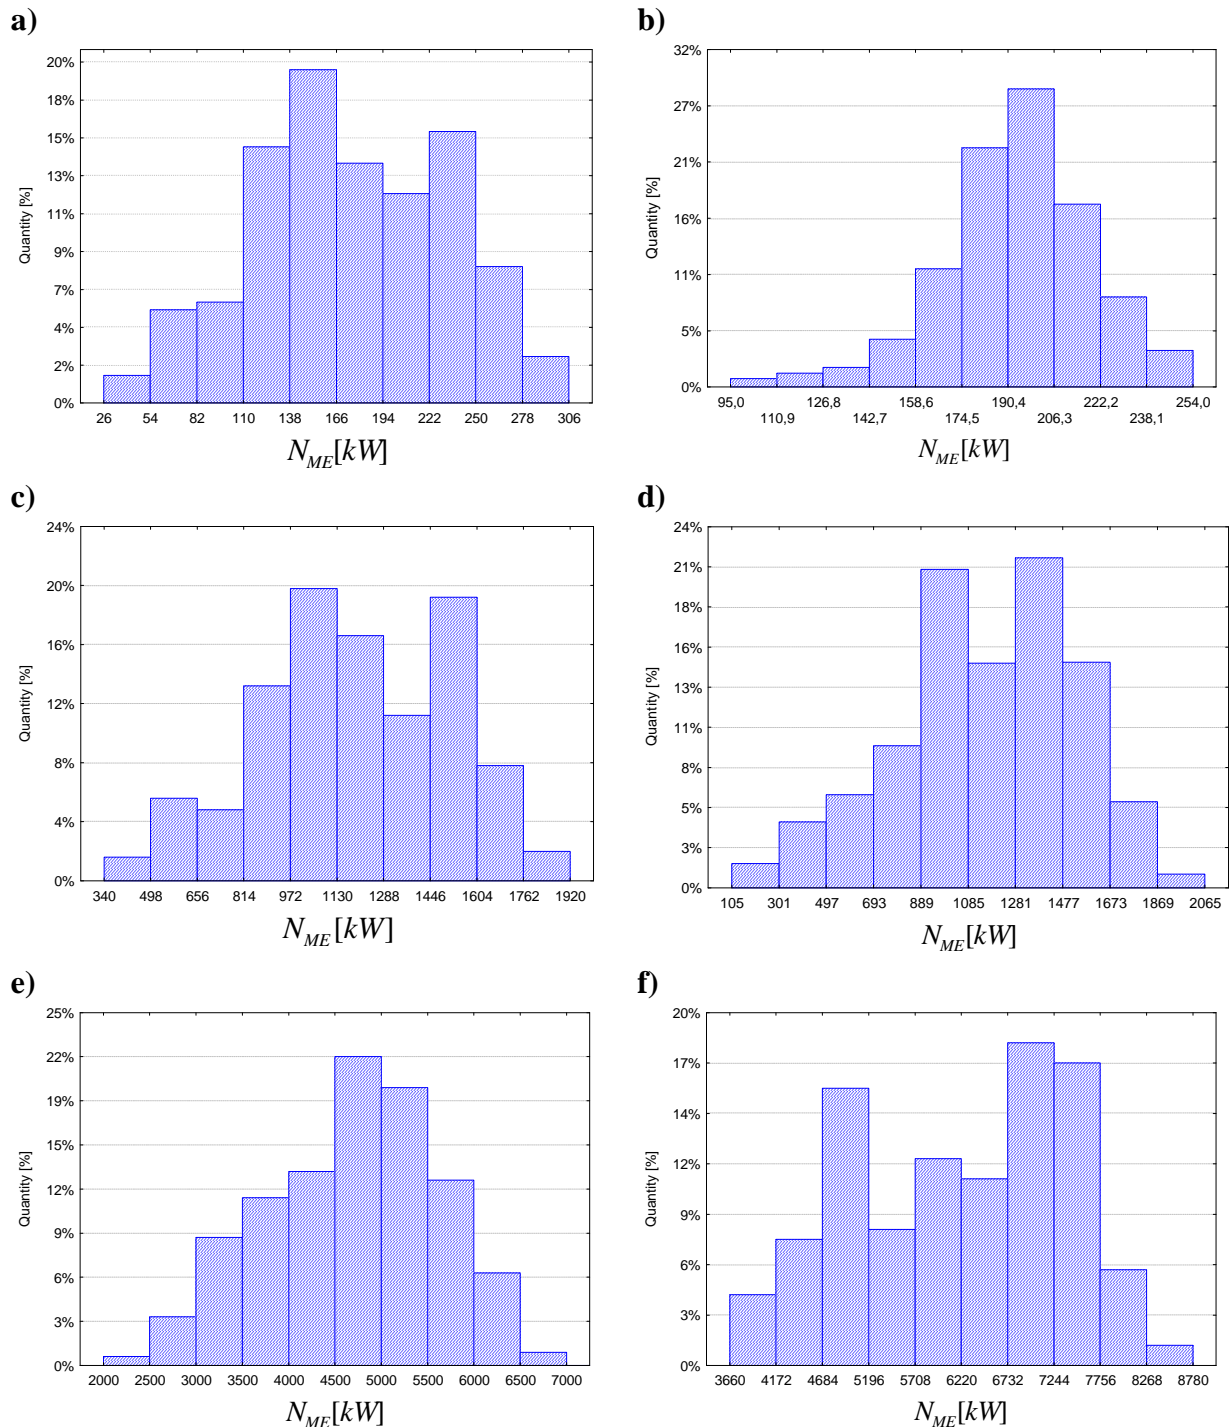 a)
20%
18%
15%
13%
11%
9%
7%
4%
2%
0%
Quantity [%]
26 54 82 110 138 166 194 222 250 278 306
N_ME[kW]
b)
32%
27%
21%
16%
11%
5%
0%
Quantity [%]
95,0 126,8 158,6 190,4 222,2 254,0
110,9 142,7 174,5 206,3 238,1
N_ME[kW]
c)
24%
20%
16%
12%
8%
4%
0%
Quantity [%]
340 498 656 814 972 1130 1288 1446 1604 1762 1920
N_ME[kW]
d)
24%
21%
18%
16%
13%
11%
8%
5%
3%
0%
Quantity [%]
105 301 497 693 889 1085 1281 1477 1673 1869 2065
N_ME[kW]
e)
25%
22%
19%
15%
12%
9%
6%
3%
0%
Quantity [%]
2000 2500 3000 3500 4000 4500 5000 5500 6000 6500 7000
N_ME[kW]
f)
20%
17%
14%
12%
9%
6%
3%
0%
Quantity [%]
3660 4172 4684 5196 5708 6220 6732 7244 7756 8268 8780
N_ME[kW]